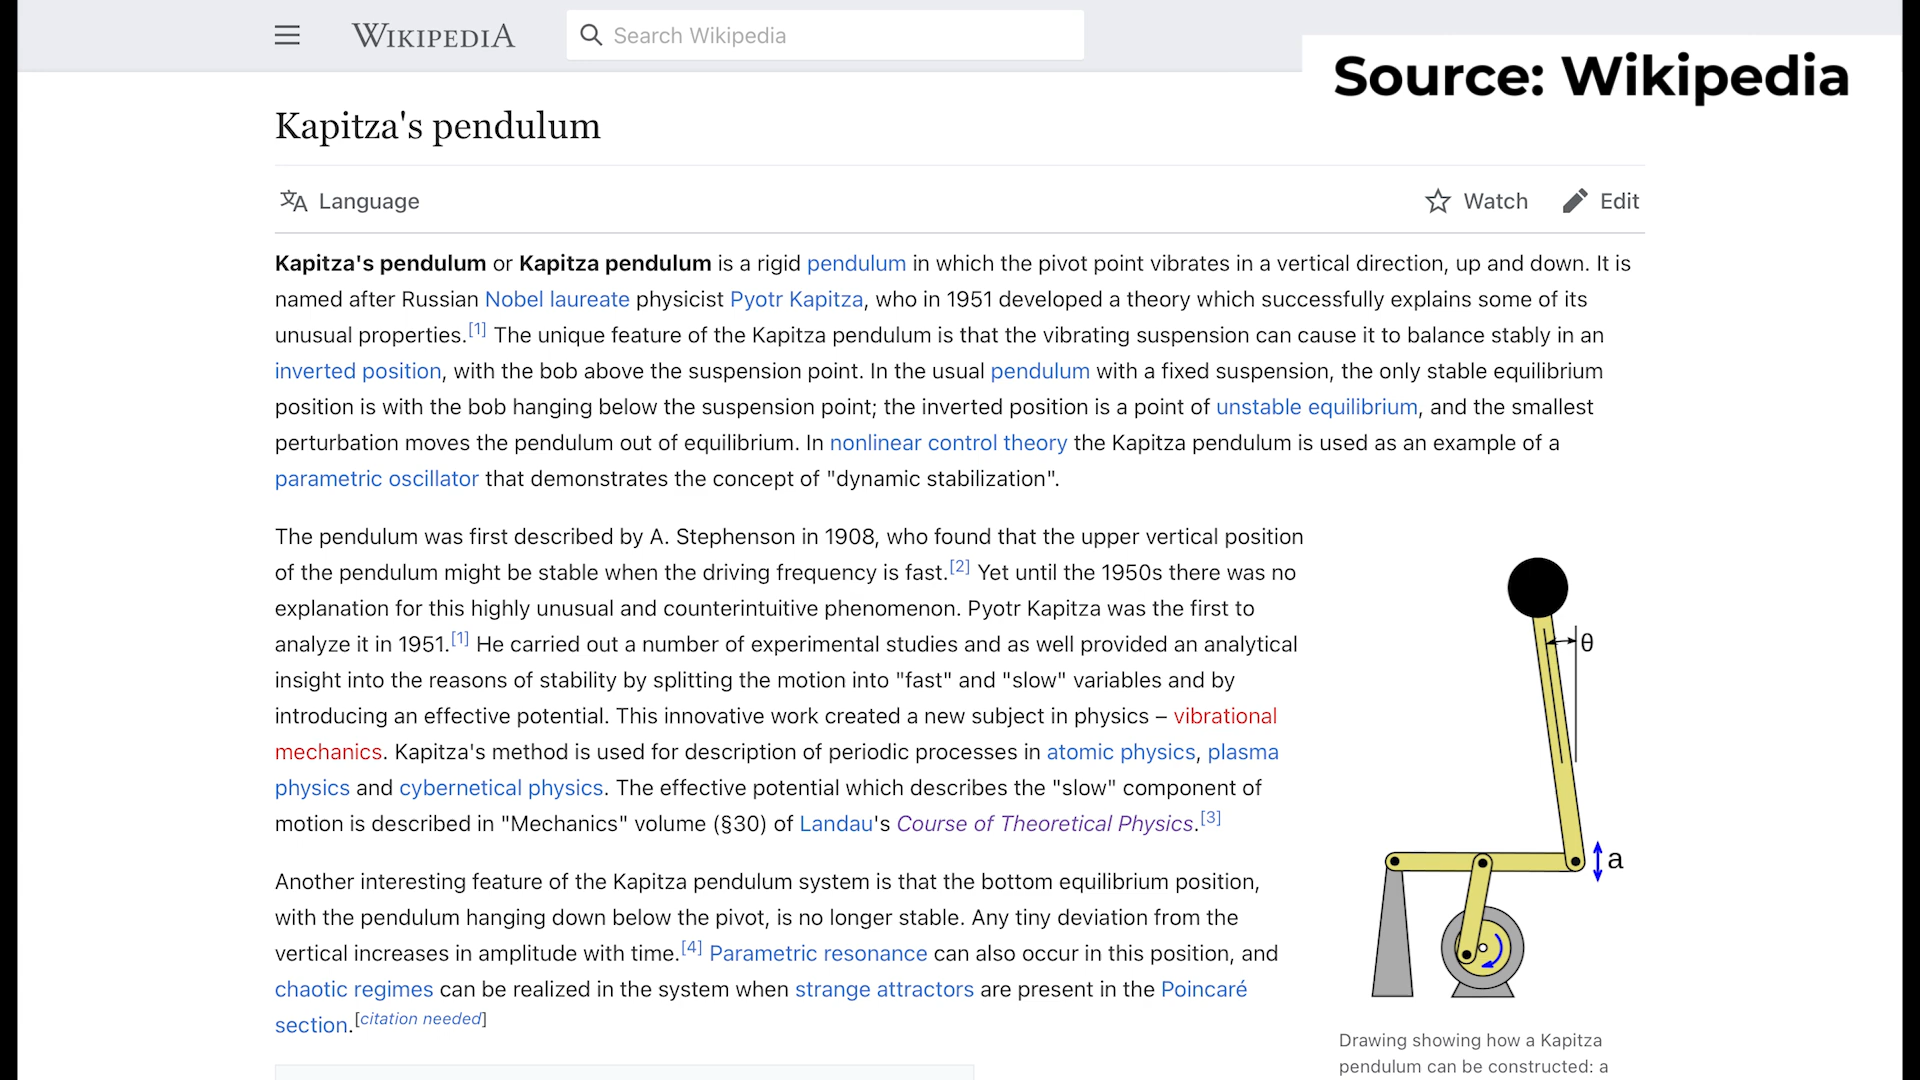 WIKIPEDIA
Search Wikipedia
Source: Wikipedia
Kapitza's pendulum
Language
Watch
Edit
Kapitza's pendulum or Kapitza pendulum is a rigid pendulum in which the pivot point vibrates in a vertical direction, up and down. It is
named after Russian Nobel laureate physicist Pyotr Kapitza, who in 1951 developed a theory which successfully explains some of its
unusual properties.[1] The unique feature of the Kapitza pendulum is that the vibrating suspension can cause it to balance stably in an
inverted position, with the bob above the suspension point. In the usual pendulum with a fixed suspension, the only stable equilibrium
position is with the bob hanging below the suspension point; the inverted position is a point of unstable equilibrium, and the smallest
perturbation moves the pendulum out of equilibrium. In nonlinear control theory the Kapitza pendulum is used as an example of a
parametric oscillator that demonstrates the concept of "dynamic stabilization".
The pendulum was first described by A. Stephenson in 1908, who found that the upper vertical position
of the pendulum might be stable when the driving frequency is fast.[2] Yet until the 1950s there was no
explanation for this highly unusual and counterintuitive phenomenon. Pyotr Kapitza was the first to
analyze it in 1951.[1] He carried out a number of experimental studies and as well provided an analytical
insight into the reasons of stability by splitting the motion into "fast" and "slow" variables and by
introducing an effective potential. This innovative work created a new subject in physics – vibrational
mechanics. Kapitza's method is used for description of periodic processes in atomic physics, plasma
physics and cybernetical physics. The effective potential which describes the "slow" component of
motion is described in "Mechanics" volume (§30) of Landau's Course of Theoretical Physics.[3]
Another interesting feature of the Kapitza pendulum system is that the bottom equilibrium position,
with the pendulum hanging down below the pivot, is no longer stable. Any tiny deviation from the
vertical increases in amplitude with time.[4] Parametric resonance can also occur in this position, and
chaotic regimes can be realized in the system when strange attractors are present in the Poincaré
section.[citation needed]
θ
a
Drawing showing how a Kapitza
pendulum can be constructed: a